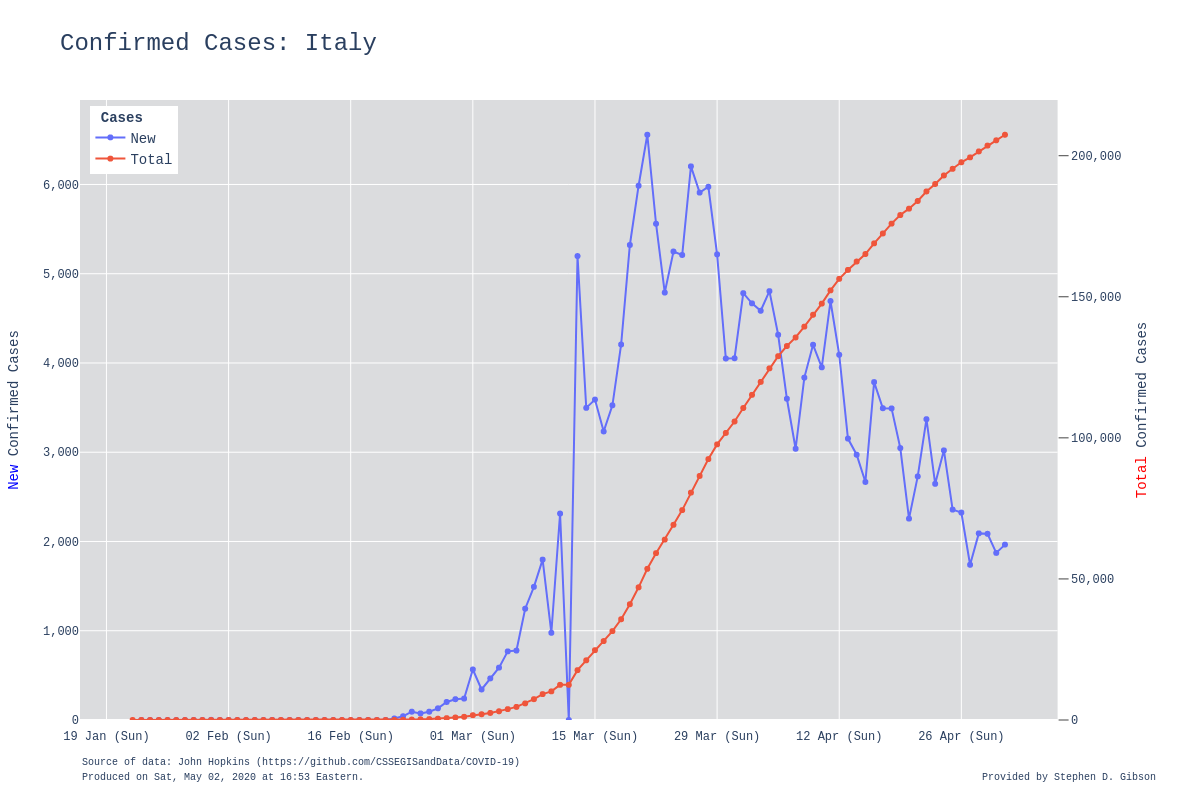 Confirmed Cases: Italy
Cases
New
Total
6,000
5,000
4,000
3,000
2,000
1,000
0
New Confirmed Cases
200,000
150,000
100,000
50,000
0
Total Confirmed Cases
19 Jan (Sun)
02 Feb (Sun)
16 Feb (Sun)
01 Mar (Sun)
15 Mar (Sun)
29 Mar (Sun)
12 Apr (Sun)
26 Apr (Sun)
Source of data: John Hopkins (https://github.com/CSSEGISandData/COVID-19)
Produced on Sat, May 02, 2020 at 16:53 Eastern.
Provided by Stephen D. Gibson